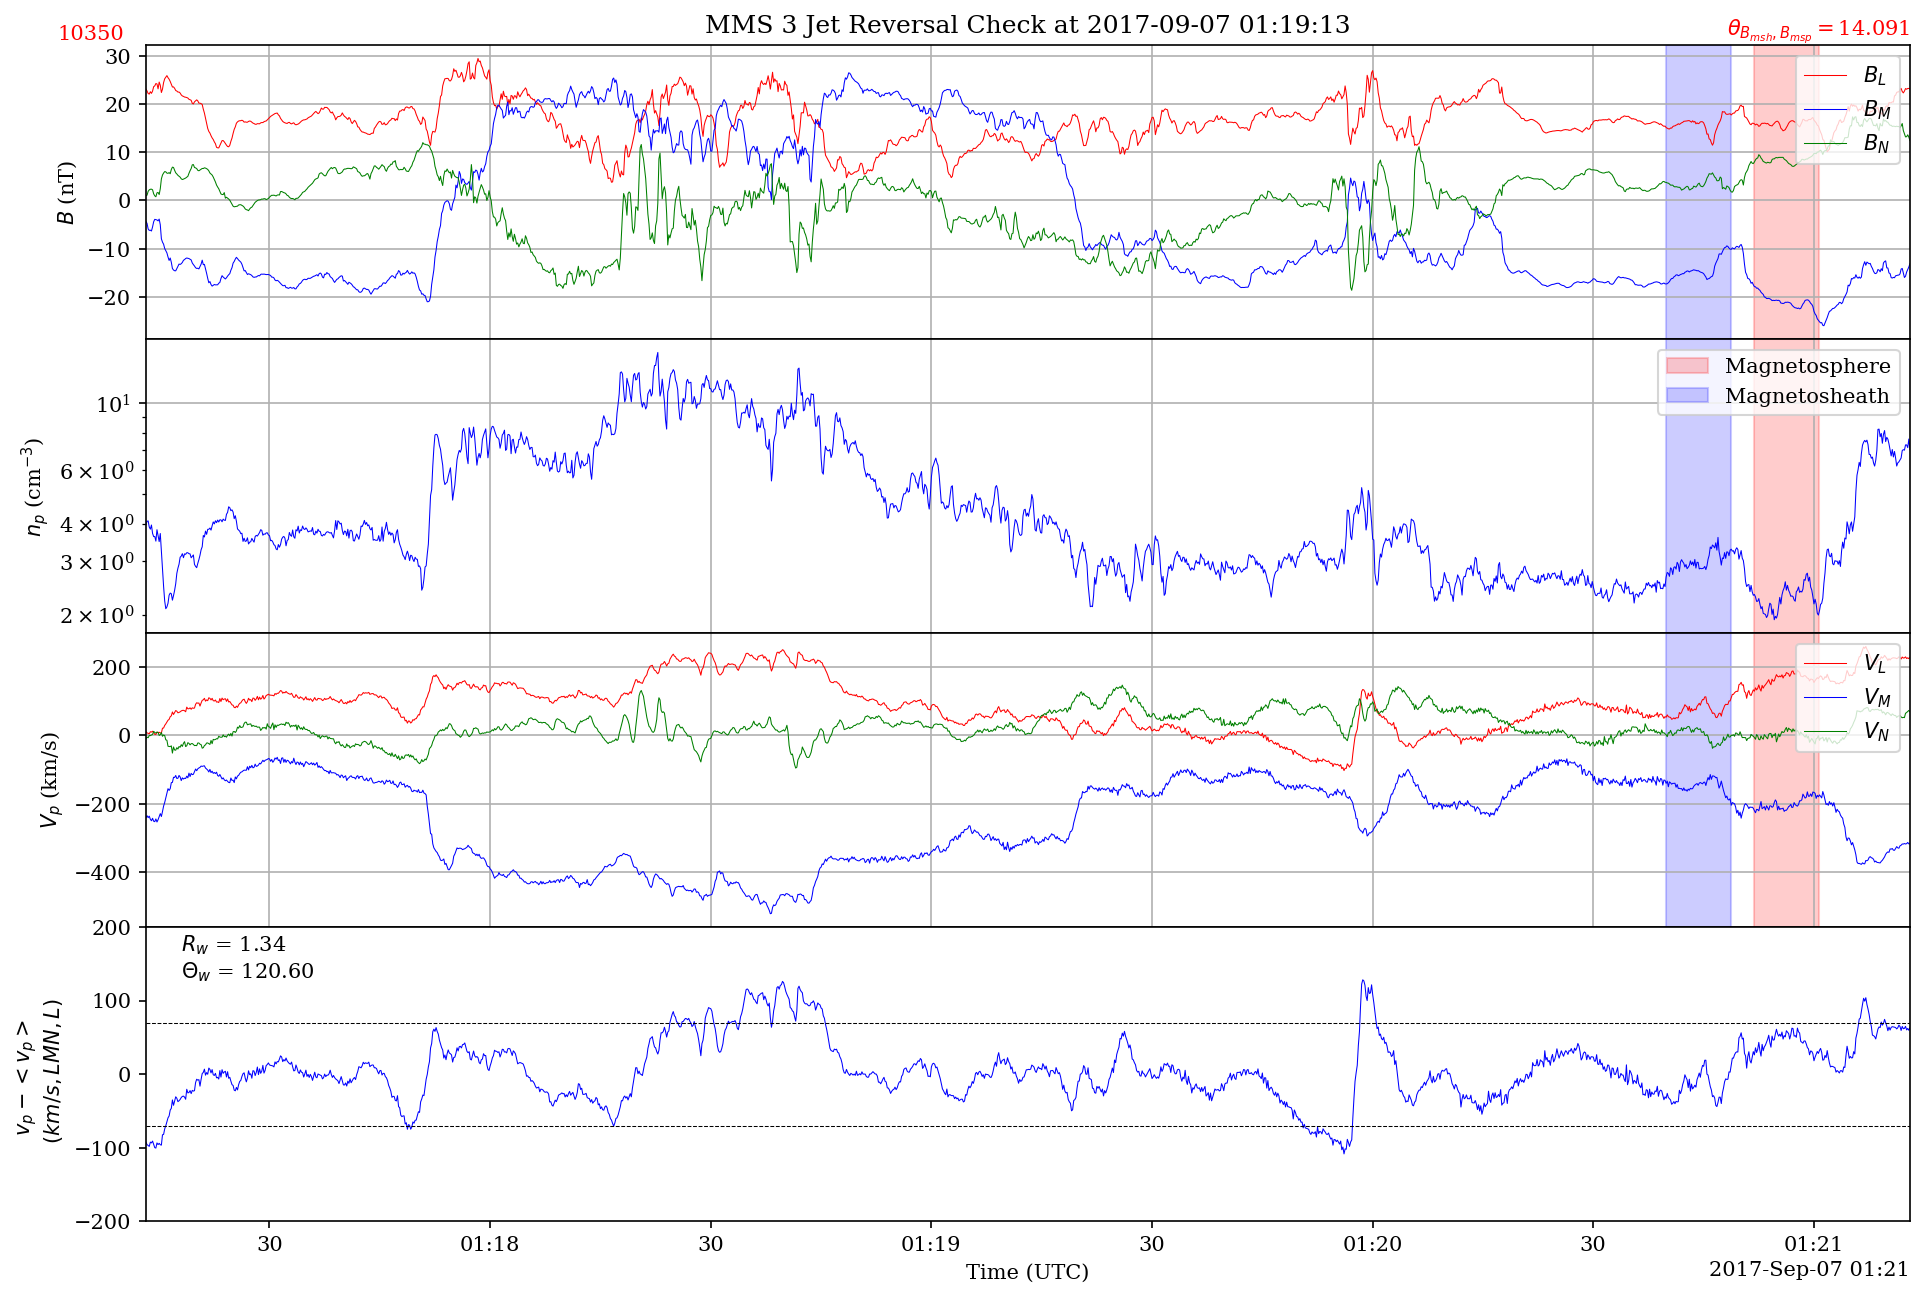 MMS 3 Jet Reversal Check at 2017-09-07 01:19:13
10350
θ_{B_{msh}, B_{msp}} = 14.091
30
20
10
0
−10
−20
B (nT)
B_L
B_M
B_N
10^1
6 × 10^0
4 × 10^0
3 × 10^0
2 × 10^0
n_p (cm^{−3})
Magnetosphere
Magnetosheath
200
0
−200
−400
V_p (km/s)
V_L
V_M
V_N
200
100
0
−100
−200
v_p − <v_p>
(km/s, LMN, L)
R_w = 1.34
Θ_w = 120.60
30 01:18 30 01:19 30 01:20 30 01:21
Time (UTC)
2017-Sep-07 01:21